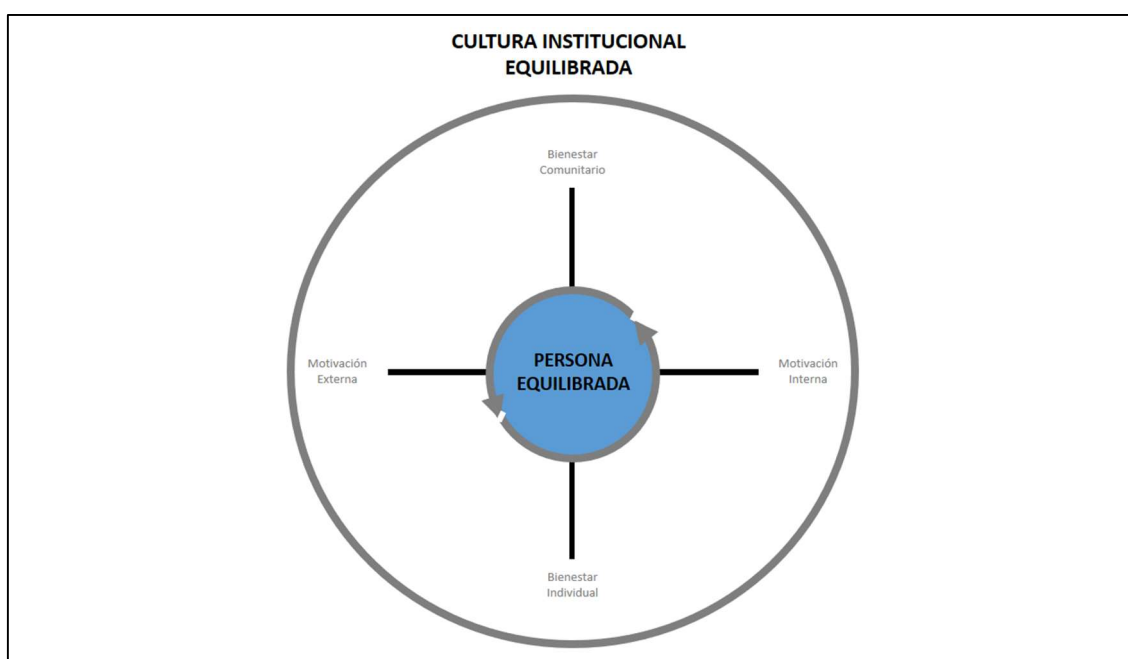 CULTURA INSTITUCIONAL
EQUILIBRADA
Bienestar
Comunitario
Motivación
Externa
PERSONA
EQUILIBRADA
Motivación
Interna
Bienestar
Individual